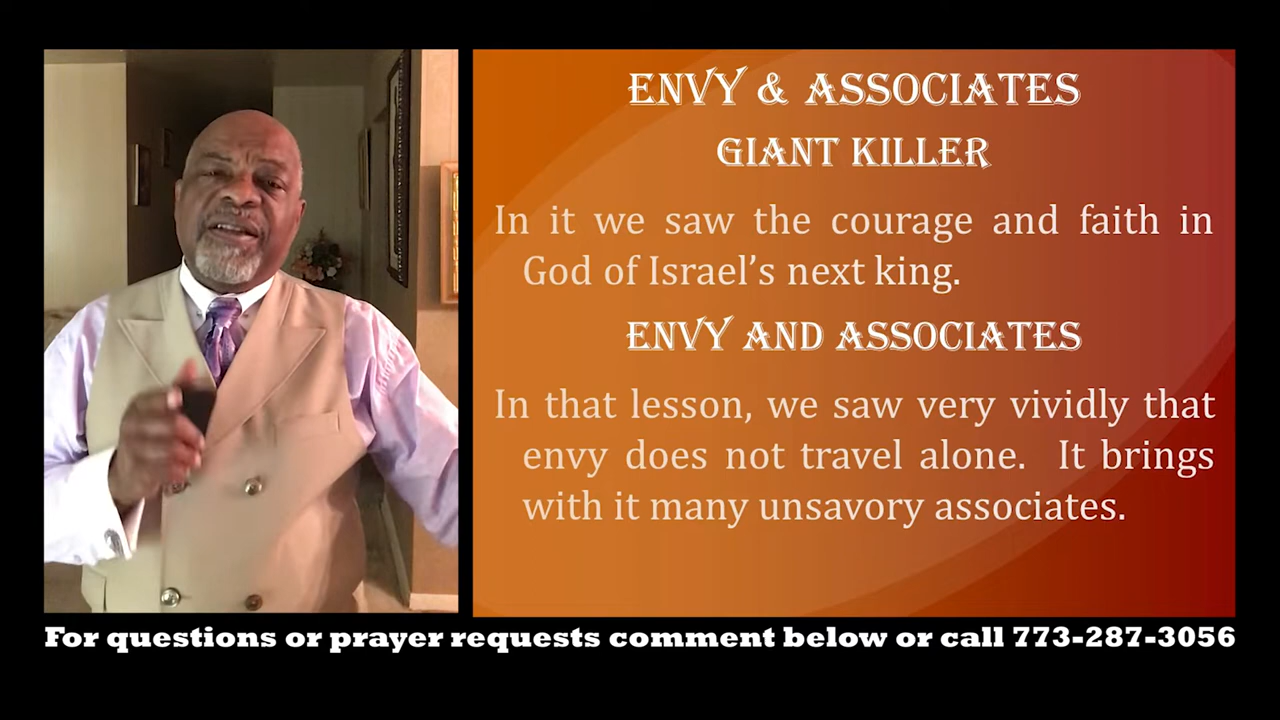 ENVY & ASSOCIATES
GIANT KILLER
In it we saw the courage and faith in
God of Israel’s next king.
ENVY AND ASSOCIATES
In that lesson, we saw very vividly that
envy does not travel alone. It brings
with it many unsavory associates.
For questions or prayer requests comment below or call 773-287-3056